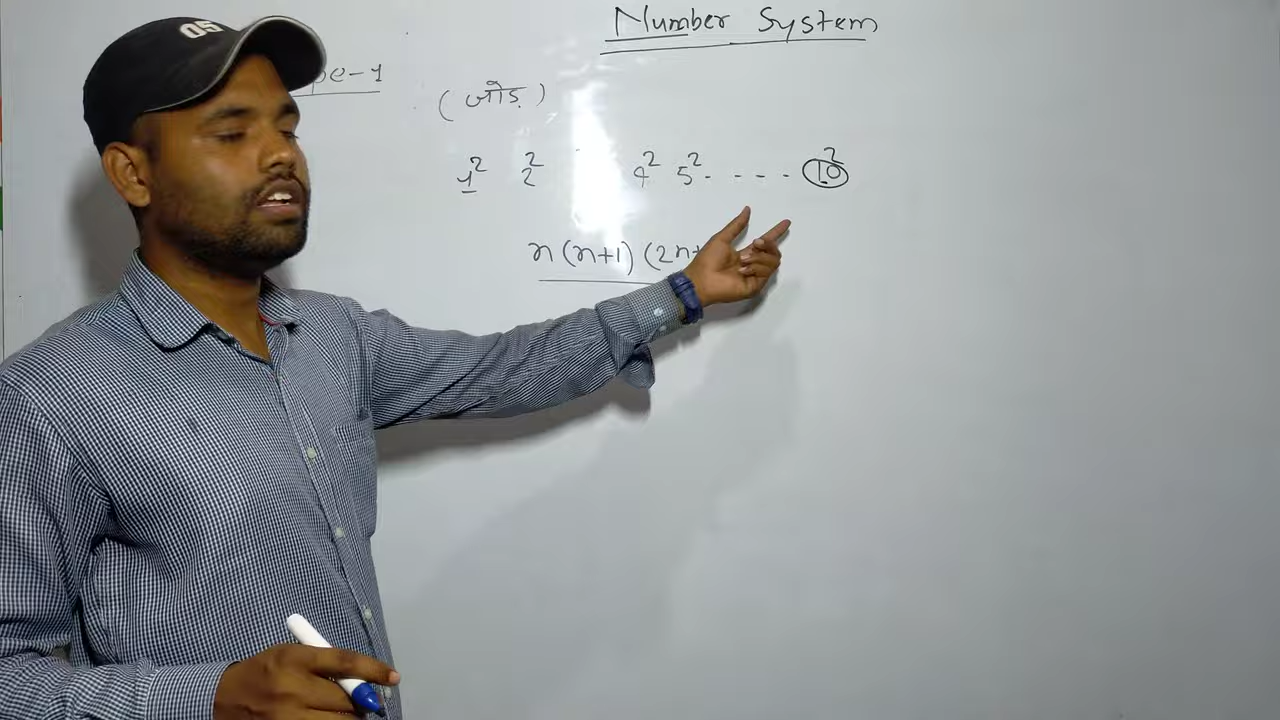 Number System
pe-1
(जोड़)
1² 2² 4² 5² - - - - 10²
n(n+1)(2n+
05